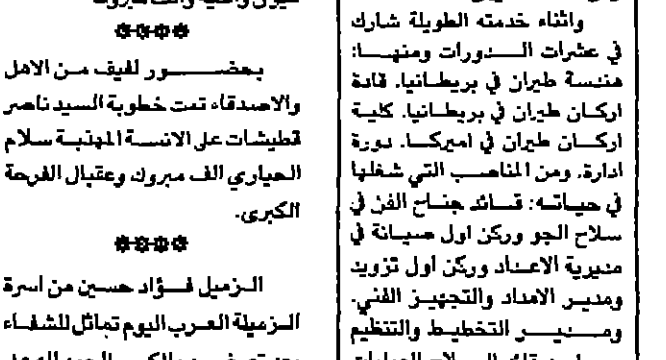 واثناء خدمته الطويلة شارك
في عشرات الدورات ومنها:
هندسة طيران في بريطانيا. قادة
اركان طيران في بريطانيا. كلية
اركان طيران في اميركا. دورة
ادارة. ومن المناصب التي شغلها
في حياته: قائد جناح الفن في
سلاح الجو وركن اول صيانة في
مديرية الاعداد وركن اول تزويد
ومدير الامداد والتجهيز الفني.
ومدير التخطيط والتنظيم
بحضور لفيف من الاهل
والاصدقاء تمت خطوبة السيد ناصر
قطيشات على الانسة المهذبة سلام
الحياري الف مبروك وعقبال الفرحة
الكبرى.
الزميل فؤاد حسين من اسرة
الزميلة العرب اليوم تماثل للشفاء